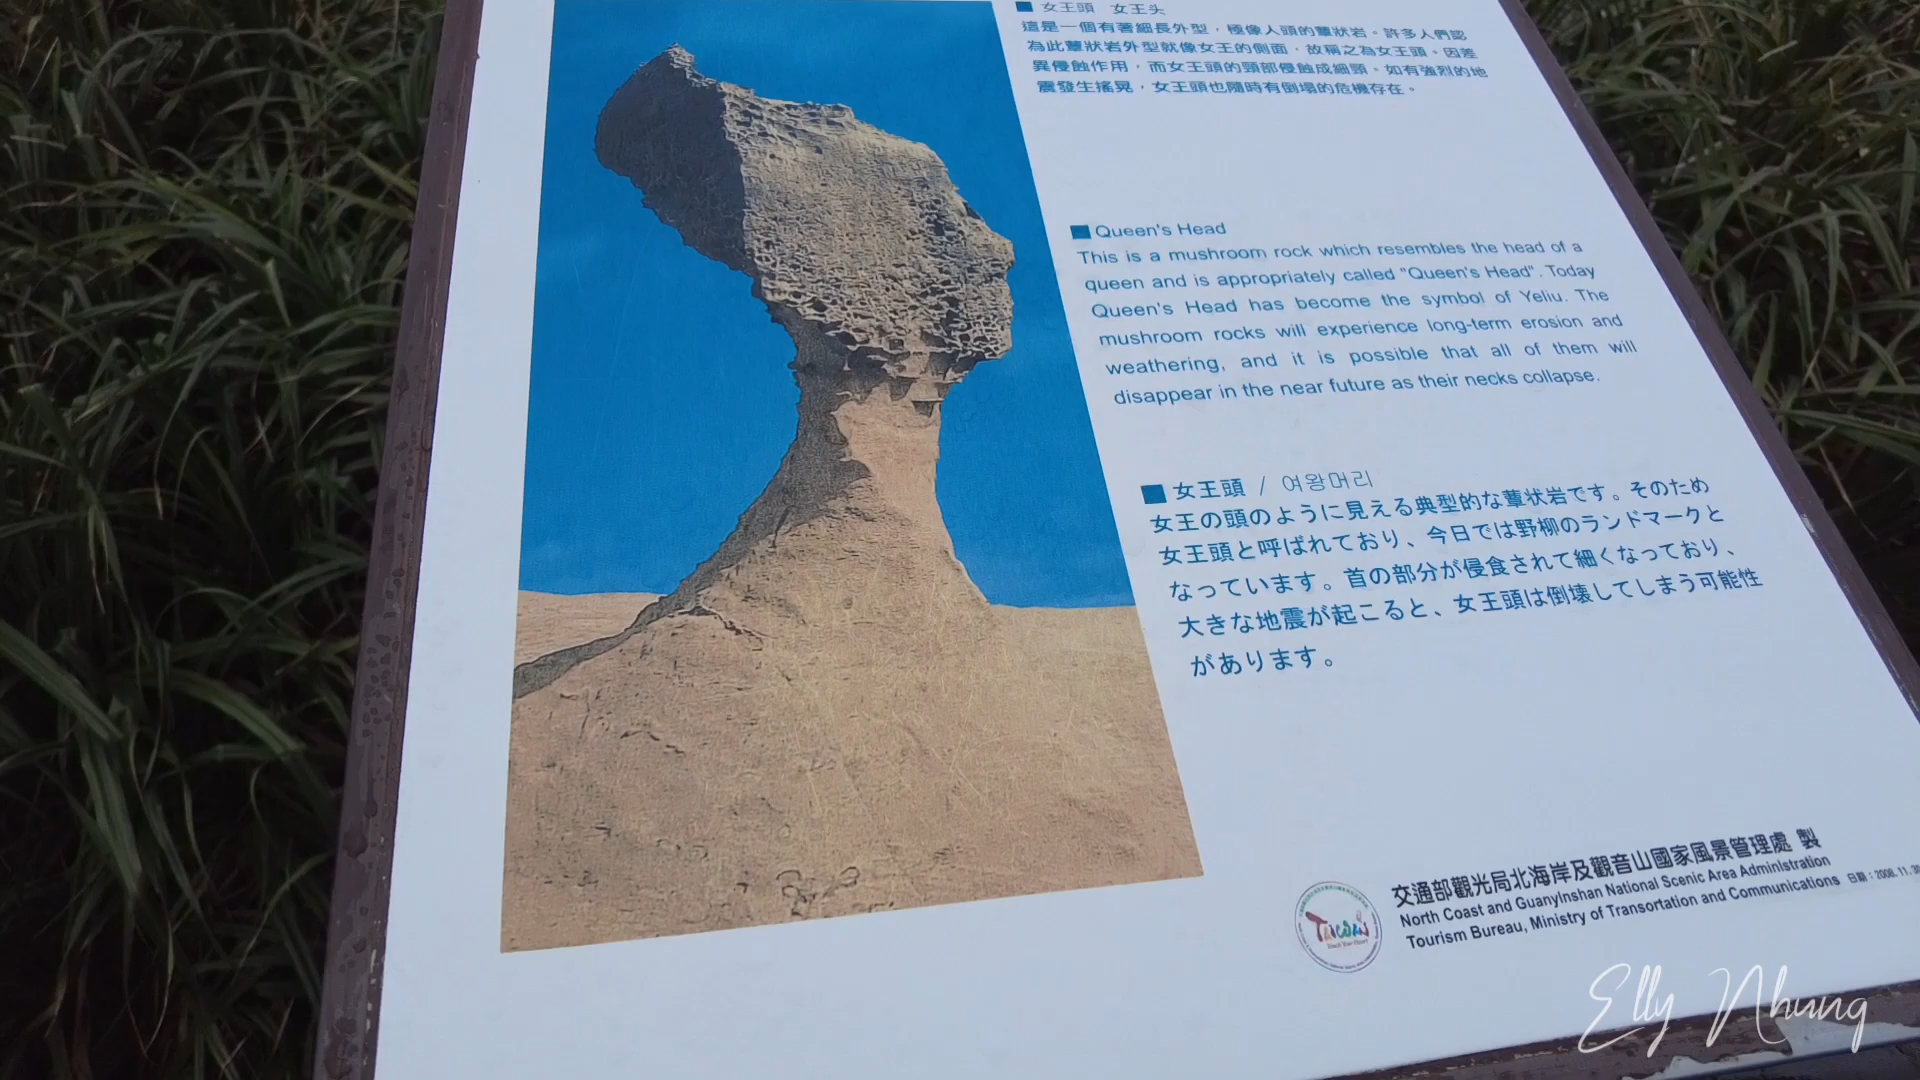 女王頭 女王头
這是一個有著細長外型，極像人頭的蕈狀岩。許多人們認
為此蕈狀岩外型就像女王的側面，故稱之為女王頭。因差
異侵蝕作用，而女王頭的頸部侵蝕成細頸。如有強烈的地
震發生搖晃，女王頭也隨時有倒塌的危機存在。
Queen's Head
This is a mushroom rock which resembles the head of a
queen and is appropriately called "Queen's Head". Today
Queen's Head has become the symbol of Yeliu. The
mushroom rocks will experience long-term erosion and
weathering, and it is possible that all of them will
disappear in the near future as their necks collapse.
女王頭 / 여왕머리
女王の頭のように見える典型的な蕈状岩です。そのため
女王頭と呼ばれており、今日では野柳のランドマークと
なっています。首の部分が侵食されて細くなっており、
大きな地震が起こると、女王頭は倒壊してしまう可能性
があります。
交通部觀光局北海岸及觀音山國家風景管理處 製
North Coast and GuanyInshan National Scenic Area Administration
Tourism Bureau, Ministry of Transortation and Communications 日期：2008.11.30
TAIWAN
Touch Your Heart
Elly Nhung